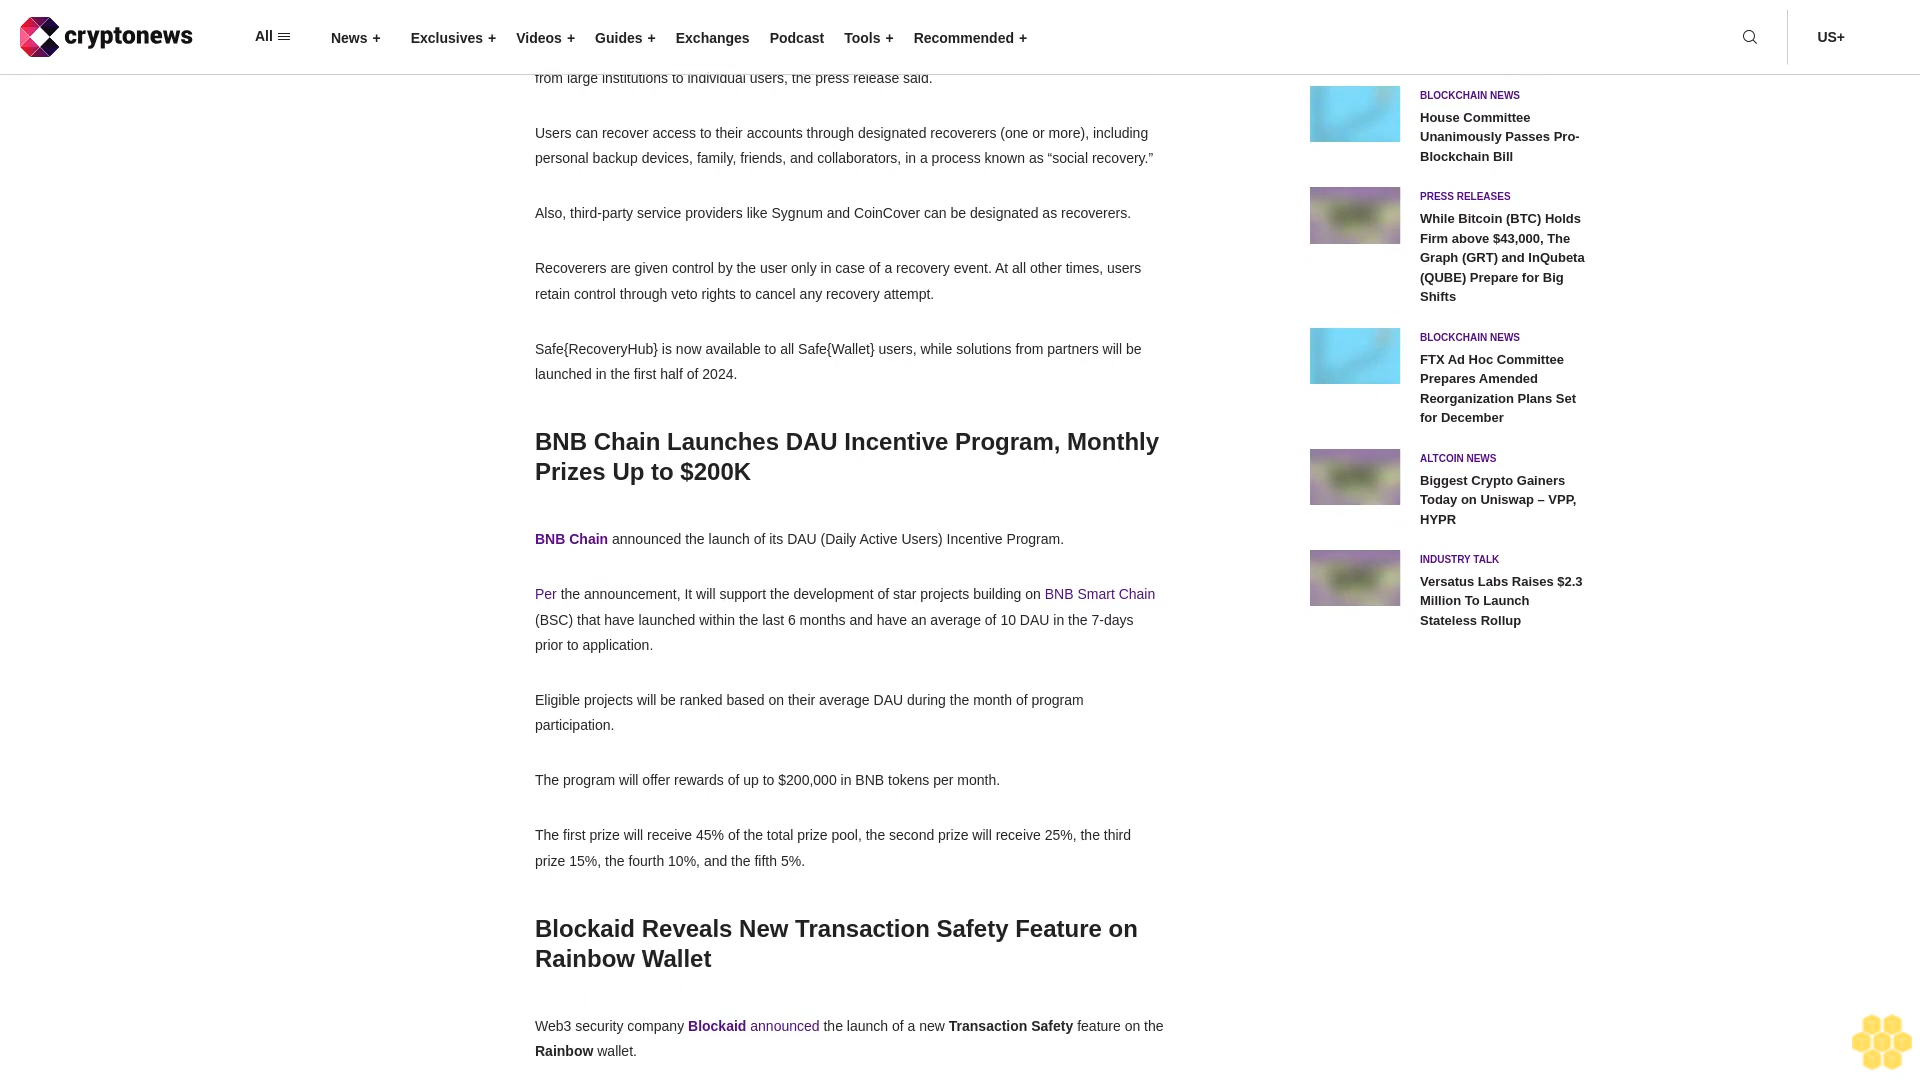 cryptonews
All
News +
Exclusives +
Videos +
Guides +
Exchanges
Podcast
Tools +
Recommended +
US+
from large institutions to individual users, the press release said.
Users can recover access to their accounts through designated recoverers (one or more), including
personal backup devices, family, friends, and collaborators, in a process known as “social recovery.”
Also, third-party service providers like Sygnum and CoinCover can be designated as recoverers.
Recoverers are given control by the user only in case of a recovery event. At all other times, users
retain control through veto rights to cancel any recovery attempt.
Safe{RecoveryHub} is now available to all Safe{Wallet} users, while solutions from partners will be
launched in the first half of 2024.
BNB Chain Launches DAU Incentive Program, Monthly
Prizes Up to $200K
BNB Chain announced the launch of its DAU (Daily Active Users) Incentive Program.
Per the announcement, It will support the development of star projects building on BNB Smart Chain
(BSC) that have launched within the last 6 months and have an average of 10 DAU in the 7-days
prior to application.
Eligible projects will be ranked based on their average DAU during the month of program
participation.
The program will offer rewards of up to $200,000 in BNB tokens per month.
The first prize will receive 45% of the total prize pool, the second prize will receive 25%, the third
prize 15%, the fourth 10%, and the fifth 5%.
Blockaid Reveals New Transaction Safety Feature on
Rainbow Wallet
Web3 security company Blockaid announced the launch of a new Transaction Safety feature on the
Rainbow wallet.
BLOCKCHAIN NEWS
House Committee
Unanimously Passes Pro-
Blockchain Bill
PRESS RELEASES
While Bitcoin (BTC) Holds
Firm above $43,000, The
Graph (GRT) and InQubeta
(QUBE) Prepare for Big
Shifts
BLOCKCHAIN NEWS
FTX Ad Hoc Committee
Prepares Amended
Reorganization Plans Set
for December
ALTCOIN NEWS
Biggest Crypto Gainers
Today on Uniswap – VPP,
HYPR
INDUSTRY TALK
Versatus Labs Raises $2.3
Million To Launch
Stateless Rollup